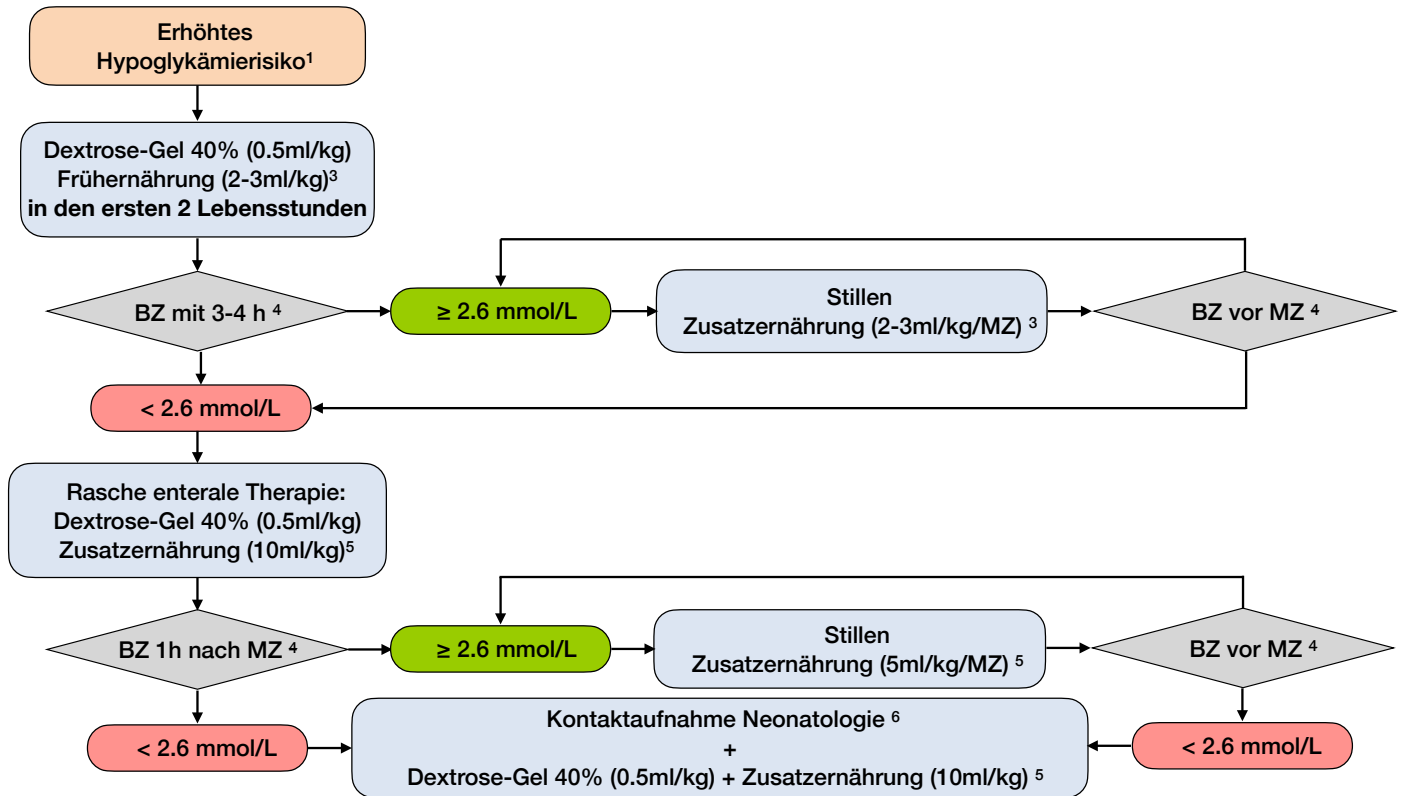 Erhöhtes
Hypoglykämierisiko¹
Dextrose-Gel 40% (0.5ml/kg)
Frühernährung (2-3ml/kg)³
in den ersten 2 Lebensstunden
BZ mit 3-4 h ⁴
≥ 2.6 mmol/L
Stillen
Zusatzernährung (2-3ml/kg/MZ) ³
BZ vor MZ ⁴
< 2.6 mmol/L
Rasche enterale Therapie:
Dextrose-Gel 40% (0.5ml/kg)
Zusatzernährung (10ml/kg)⁵
BZ 1h nach MZ ⁴
≥ 2.6 mmol/L
Stillen
Zusatzernährung (5ml/kg/MZ) ⁵
BZ vor MZ ⁴
< 2.6 mmol/L
Kontaktaufnahme Neonatologie ⁶
+
Dextrose-Gel 40% (0.5ml/kg) + Zusatzernährung (10ml/kg) ⁵
< 2.6 mmol/L